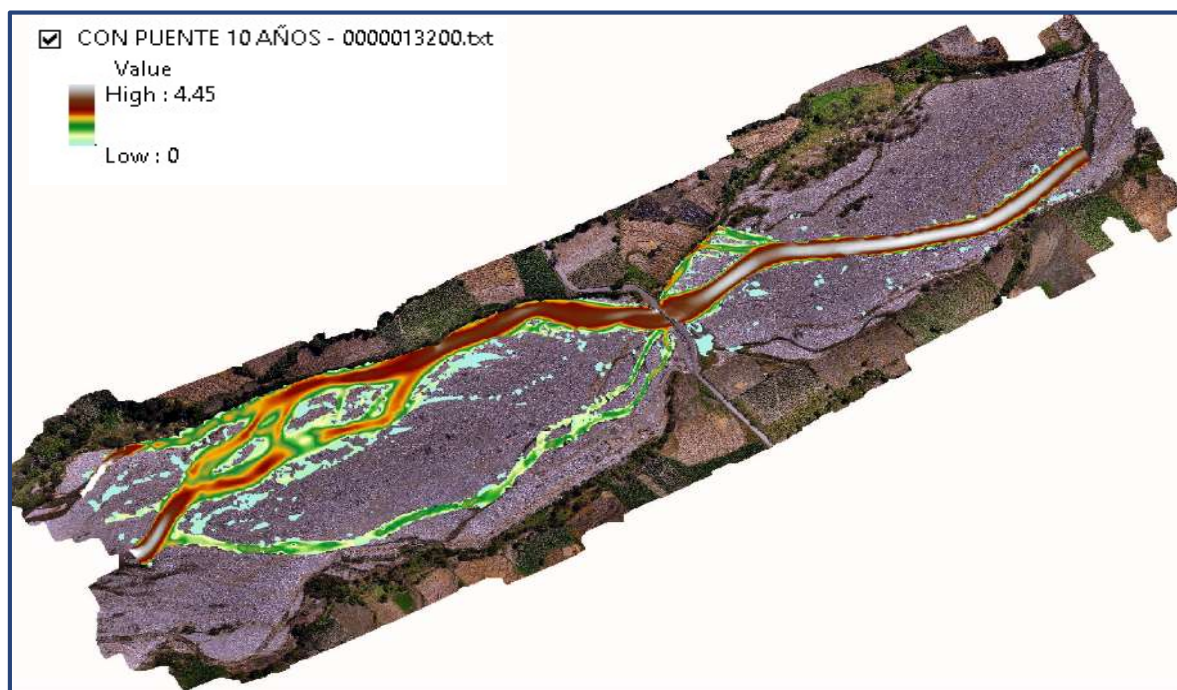 CON PUENTE 10 AÑOS - 0000013200.txt
Value
High : 4.45
Low : 0